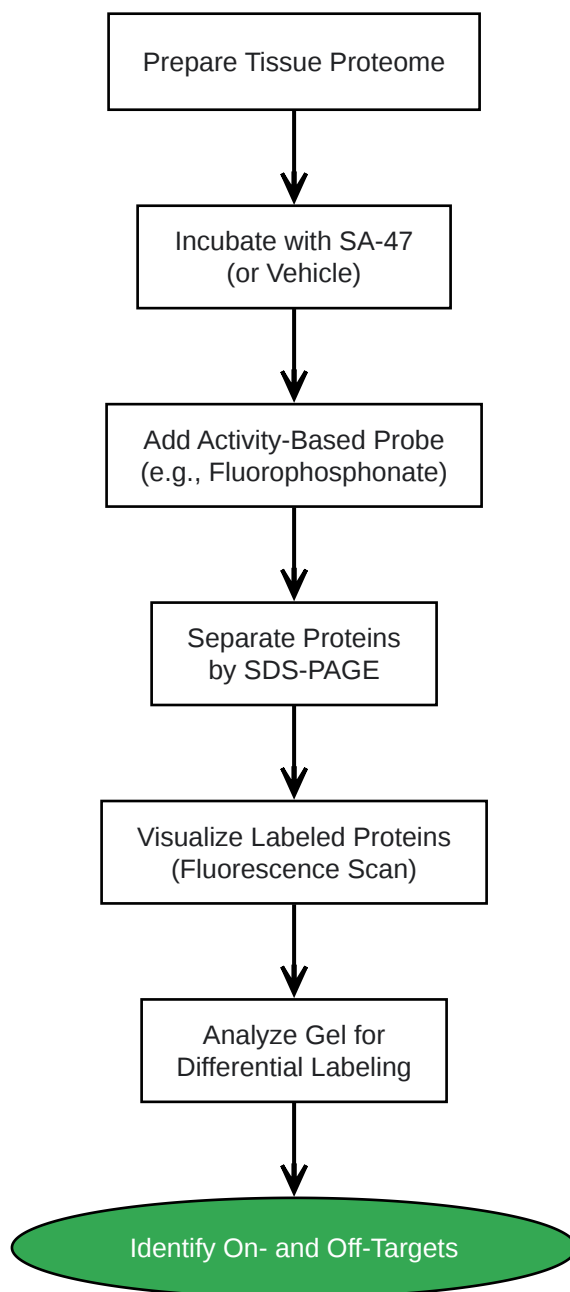 Prepare Tissue Proteome
Incubate with SA-47
(or Vehicle)
Add Activity-Based Probe
(e.g., Fluorophosphonate)
Separate Proteins
by SDS-PAGE
Visualize Labeled Proteins
(Fluorescence Scan)
Analyze Gel for
Differential Labeling
Identify On- and Off-Targets